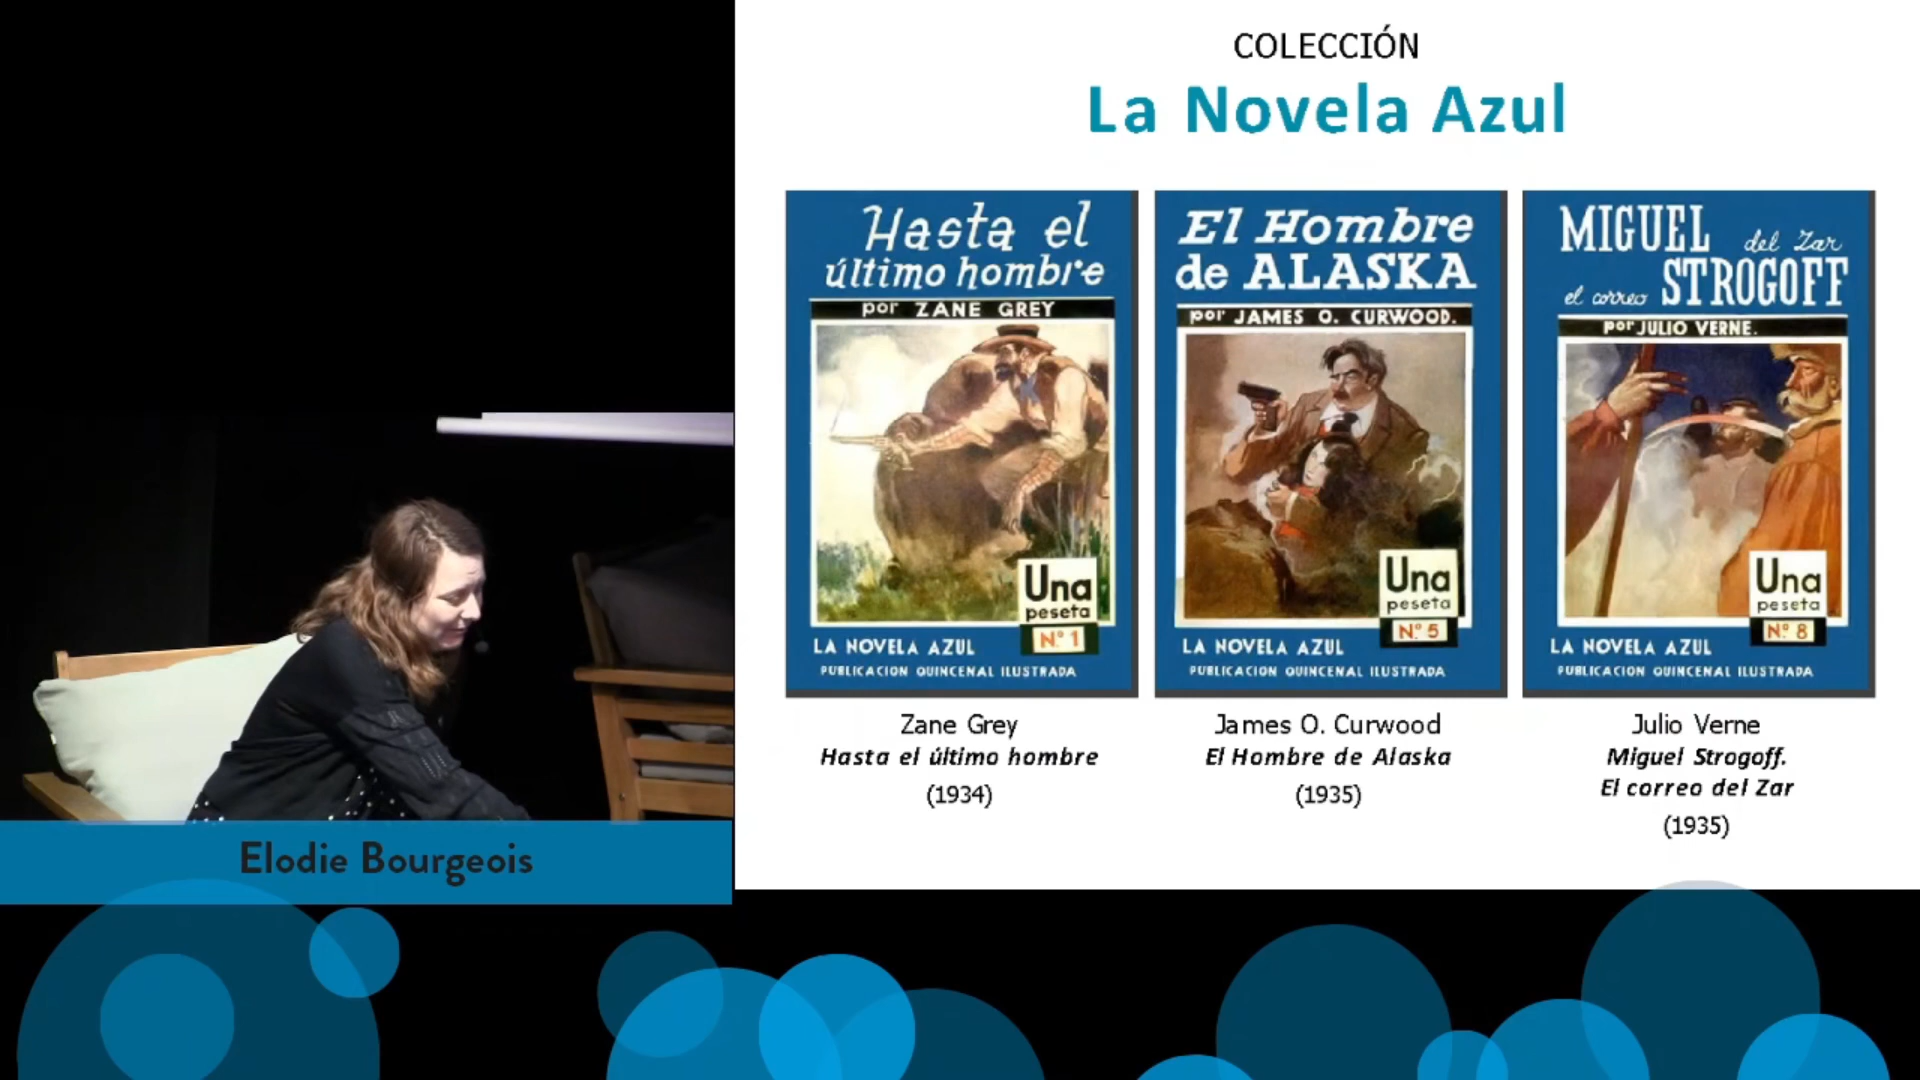 COLECCIÓN
La Novela Azul
Hasta el
último hombre
por ZANE GREY
Una
peseta
Nº 1
LA NOVELA AZUL
PUBLICACION QUINCENAL ILUSTRADA
El Hombre
de ALASKA
por JAMES O. CURWOOD.
Una
peseta
Nº 5
LA NOVELA AZUL
PUBLICACION QUINCENAL ILUSTRADA
MIGUEL del Zar
el correo STROGOFF
por JULIO VERNE.
Una
peseta
Nº 8
LA NOVELA AZUL
PUBLICACION QUINCENAL ILUSTRADA
Zane Grey
Hasta el último hombre
(1934)
James O. Curwood
El Hombre de Alaska
(1935)
Julio Verne
Miguel Strogoff.
El correo del Zar
(1935)
Elodie Bourgeois